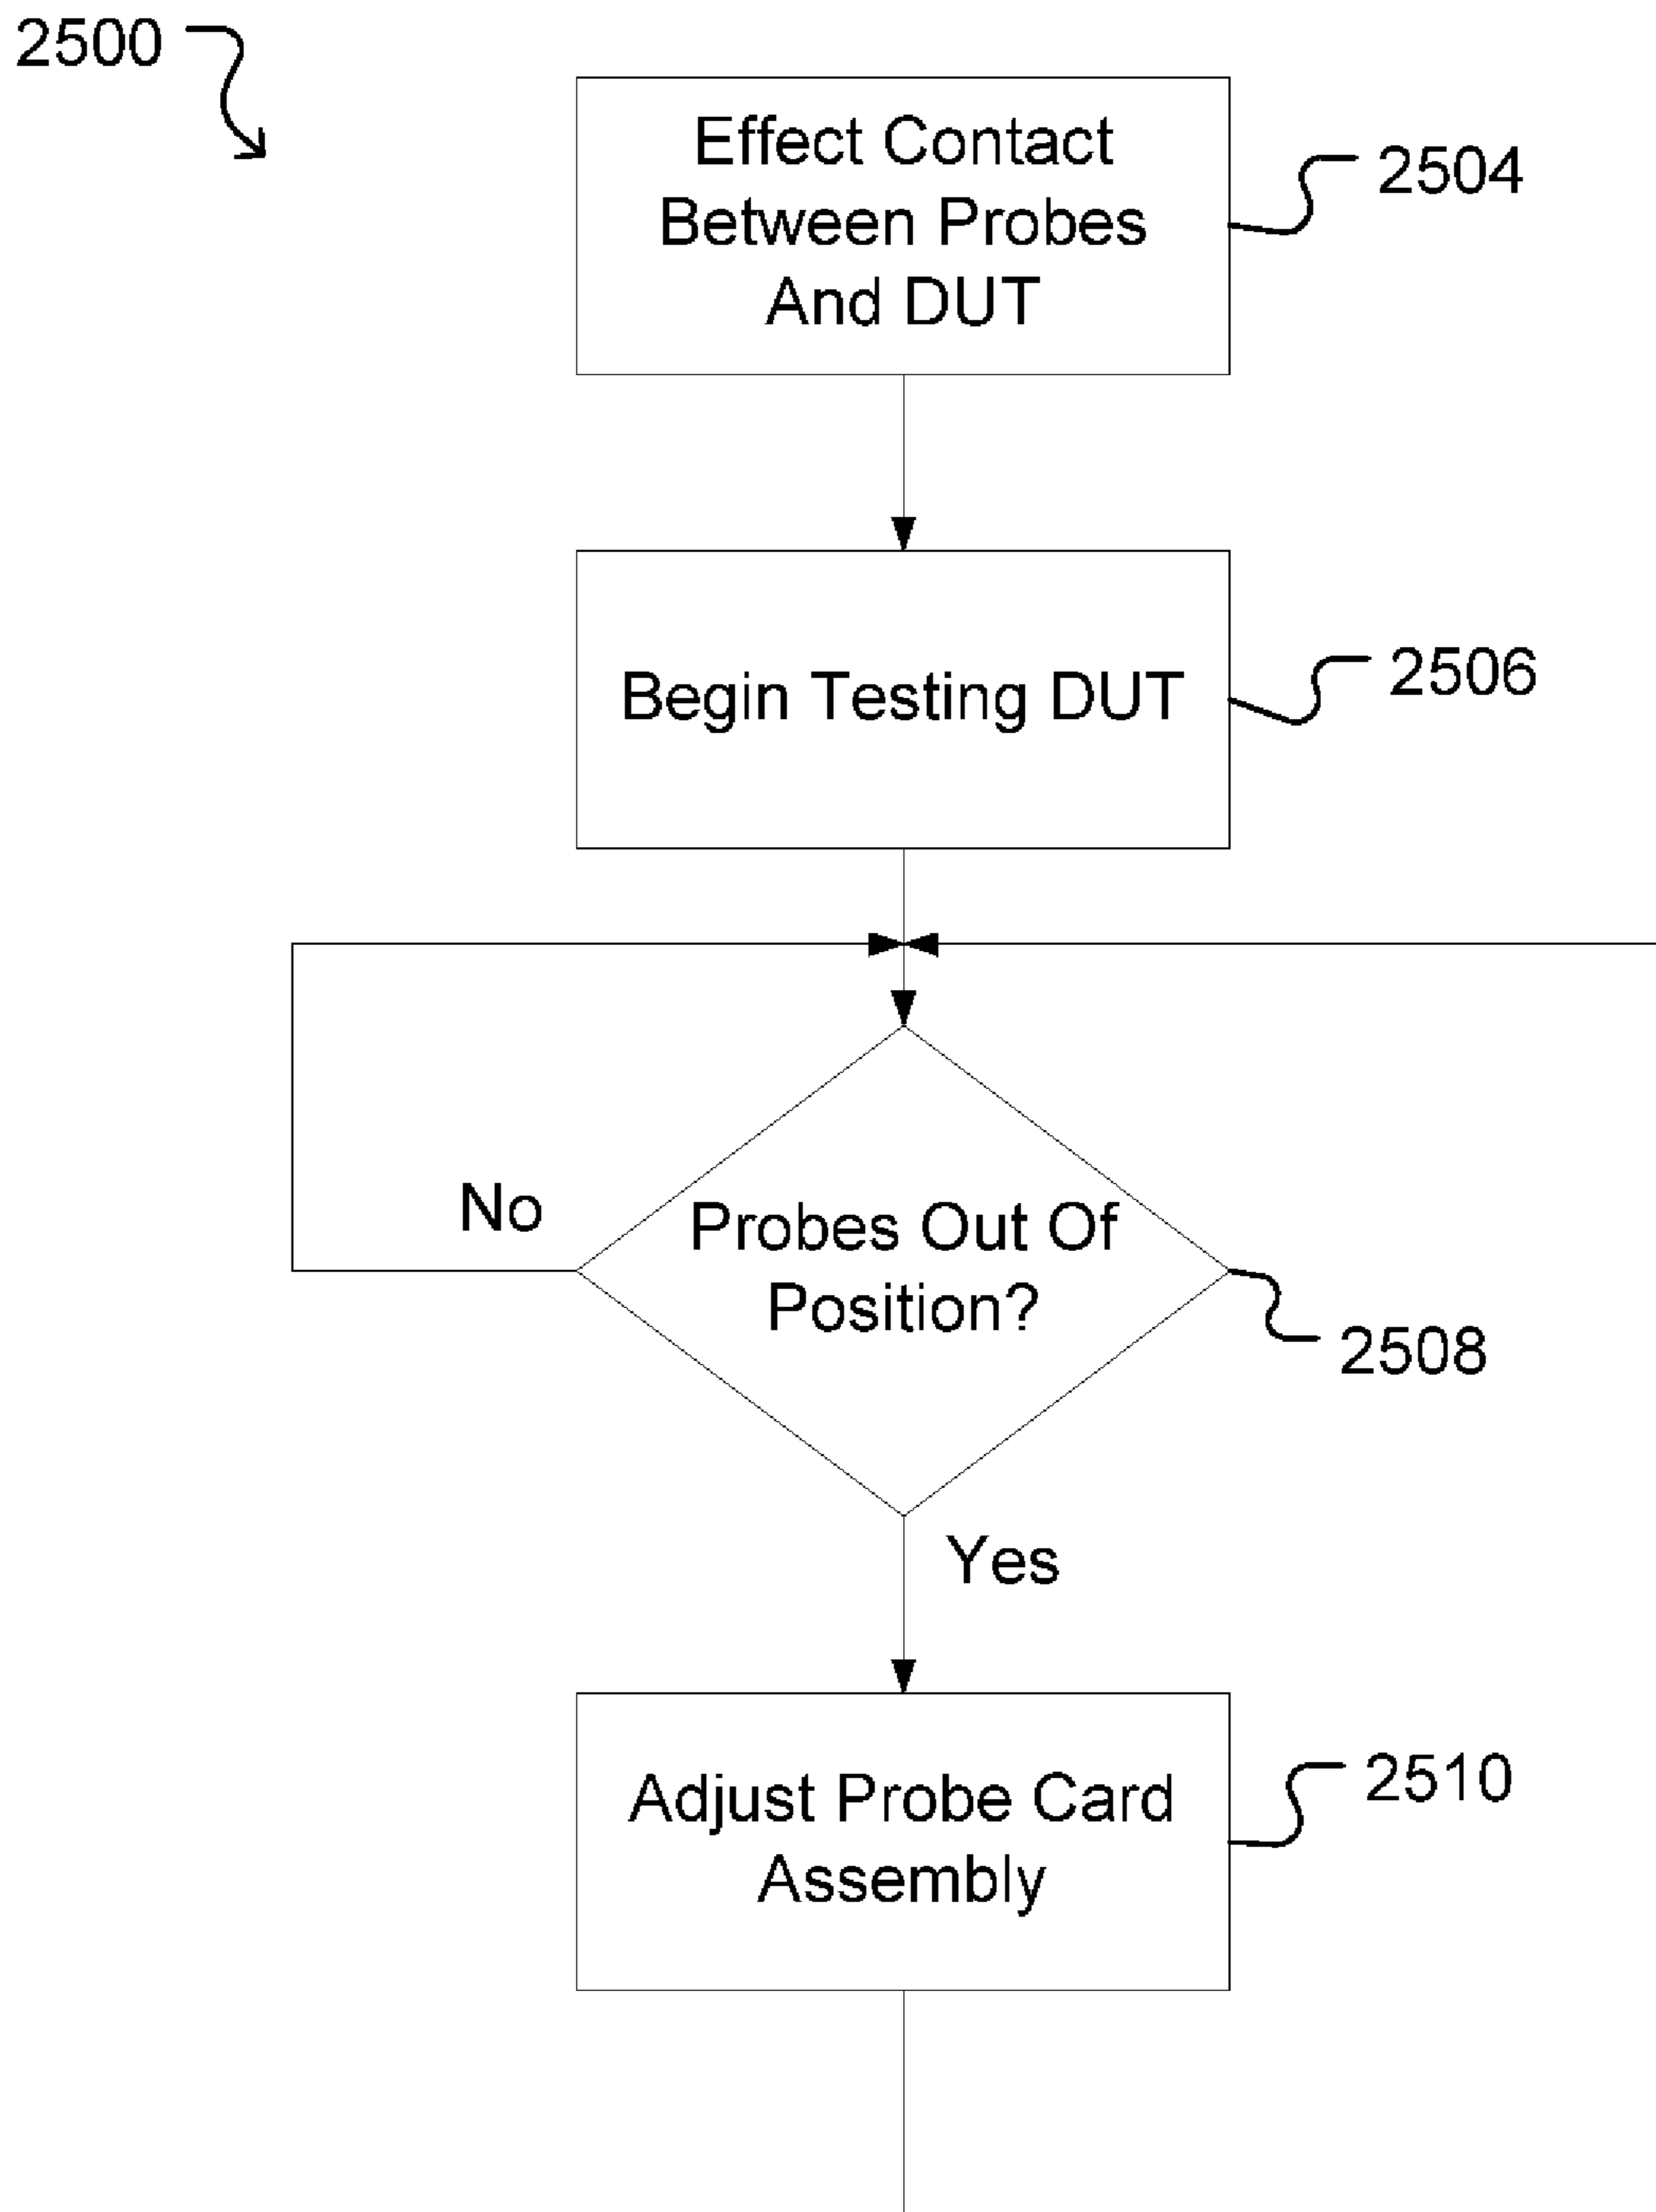 2500
Effect Contact
Between Probes
And DUT
2504
Begin Testing DUT
2506
No
Probes Out Of
Position?
2508
Yes
Adjust Probe Card
Assembly
2510